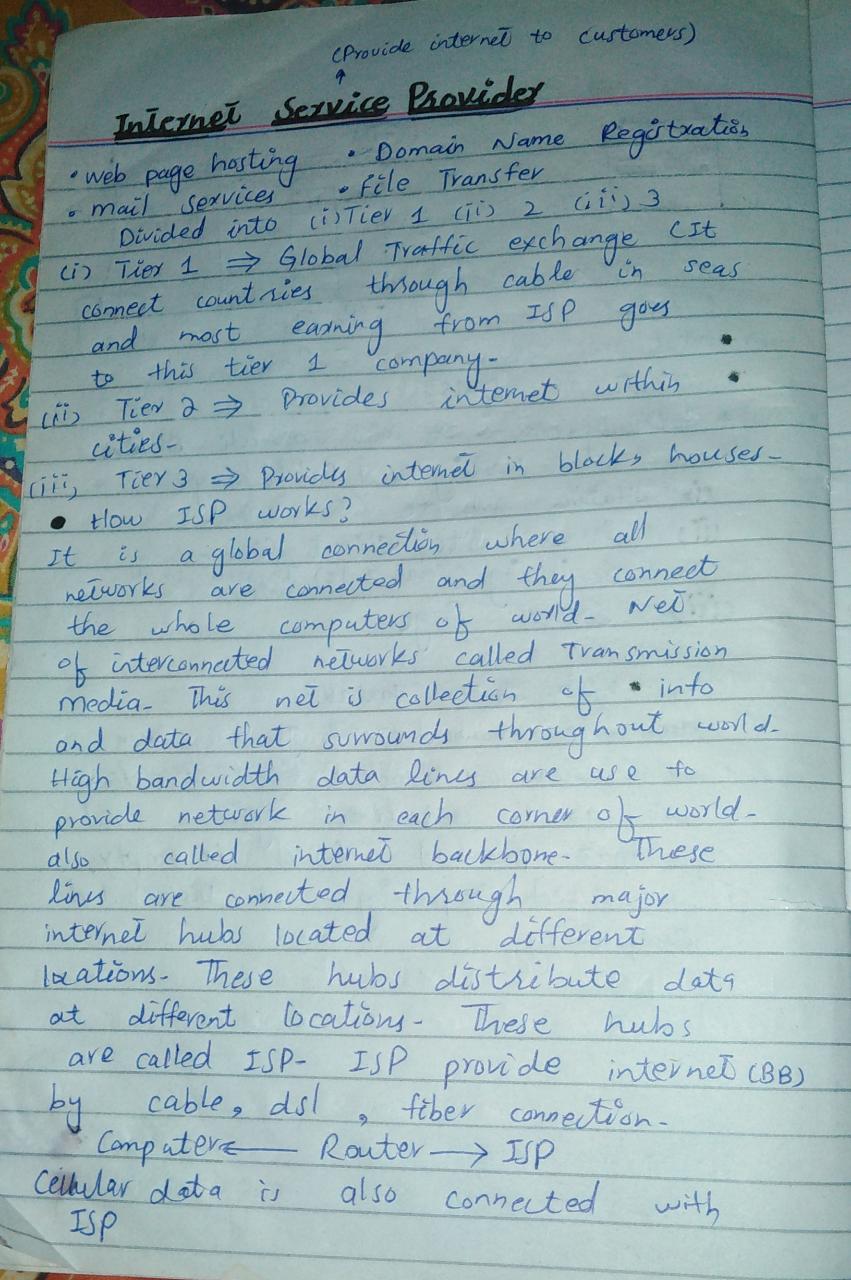 (Provide internet to customers)
↑
Internet Service Provider
• web page hosting • Domain Name Registration
• mail services • File Transfer
Divided into (i) Tier 1 (ii) 2 (iii) 3
(i) Tier 1 ⇒ Global Traffic exchange (It
connect countries through cable in seas
and most earning from ISP goes
to this tier 1 company-
(ii) Tier 2 ⇒ Provides internet within
cities-
(iii) Tier 3 ⇒ Provides internet in blocks, houses-
• How ISP works?
It is a global connection where all
networks are connected and they connect
the whole computers of world- Net
of interconnected networks called Transmission
media- This net is collection of info
and data that surrounds throughout world-
High bandwidth data lines are use to
provide network in each corner of world-
also called internet backbone- These
lines are connected through major
internet hubs located at different
locations- These hubs distribute data
at different locations- These hubs
are called ISP- ISP provide internet (BB)
by cable, dsl, fiber connection-
Computer ← Router → ISP
Cellular data is also connected with
ISP